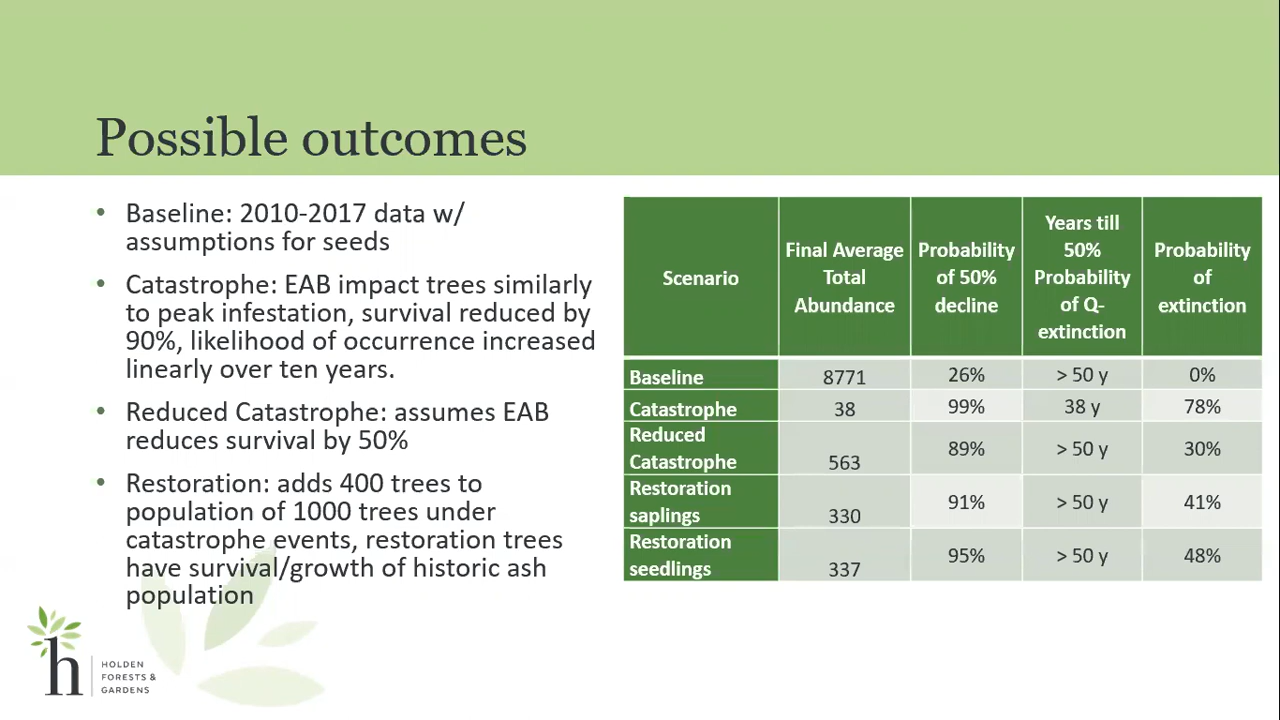 Possible outcomes
• Baseline: 2010-2017 data w/
assumptions for seeds
• Catastrophe: EAB impact trees similarly
to peak infestation, survival reduced by
90%, likelihood of occurrence increased
linearly over ten years.
• Reduced Catastrophe: assumes EAB
reduces survival by 50%
• Restoration: adds 400 trees to
population of 1000 trees under
catastrophe events, restoration trees
have survival/growth of historic ash
population
Scenario
Final Average
Total
Abundance
Probability
of 50%
decline
Years till
50%
Probability
of Q-
extinction
Probability
of
extinction
Baseline 8771 26% > 50 y 0%
Catastrophe 38 99% 38 y 78%
Reduced
Catastrophe 563 89% > 50 y 30%
Restoration
saplings 330 91% > 50 y 41%
Restoration
seedlings 337 95% > 50 y 48%
h
HOLDEN
FORESTS &
GARDENS